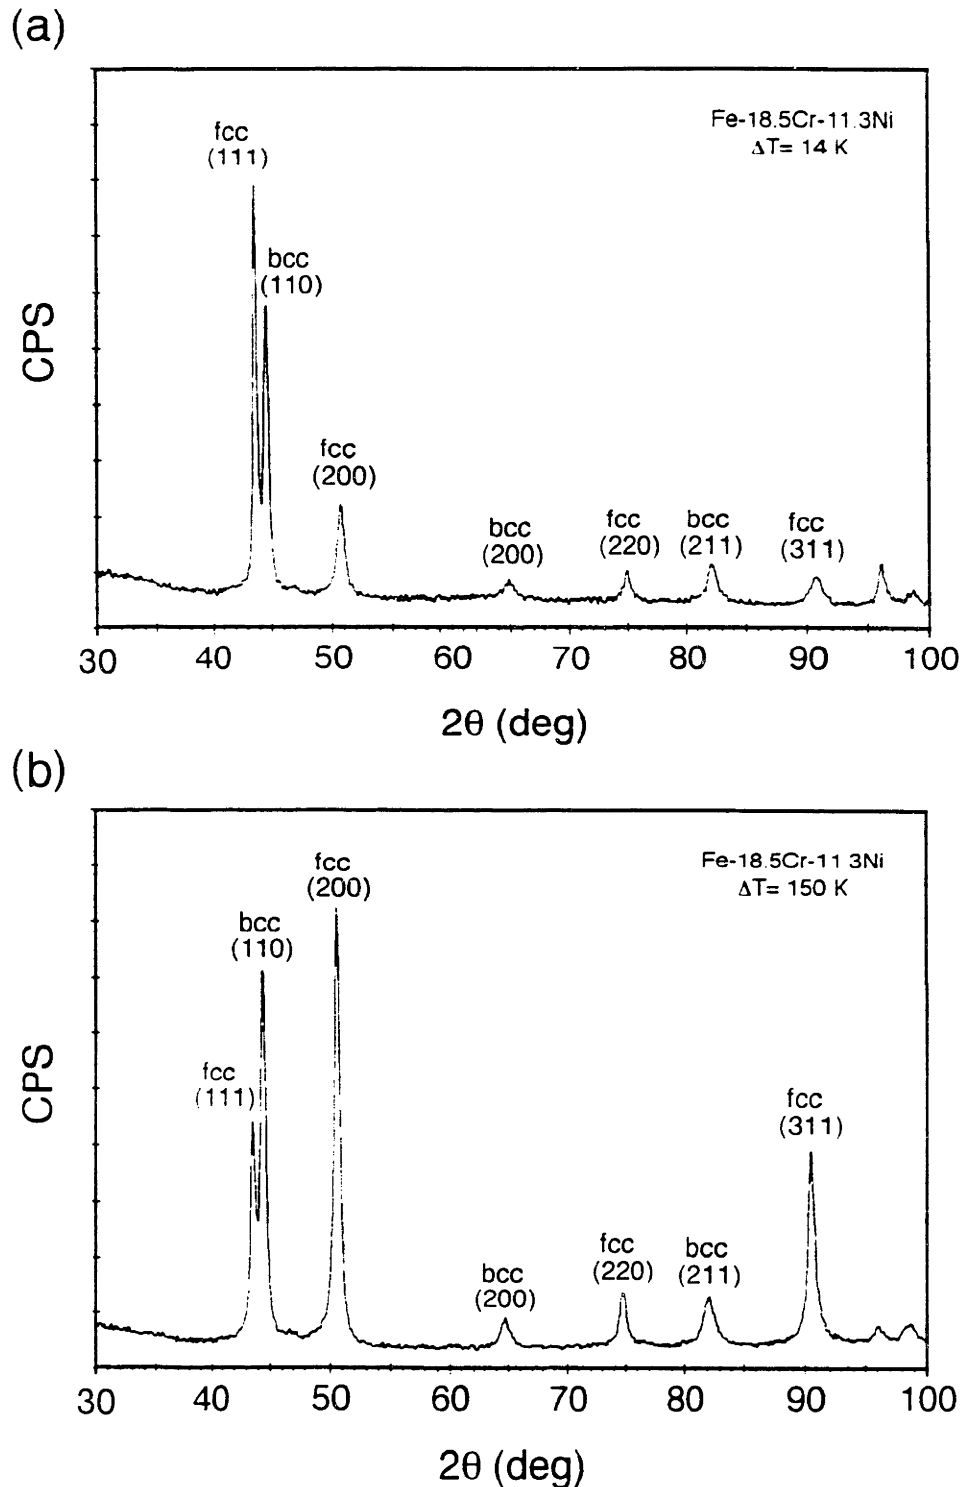 (a)
Fe-18.5Cr-11.3Ni
ΔT= 14 K
fcc
(111)
bcc
(110)
fcc
(200)
bcc
(200)
fcc
(220)
bcc
(211)
fcc
(311)
CPS
30 40 50 60 70 80 90 100
2θ (deg)
(b)
Fe-18.5Cr-11 3Ni
ΔT= 150 K
fcc
(200)
bcc
(110)
fcc
(111)
fcc
(311)
bcc
(200)
fcc
(220)
bcc
(211)
CPS
30 40 50 60 70 80 90 100
2θ (deg)